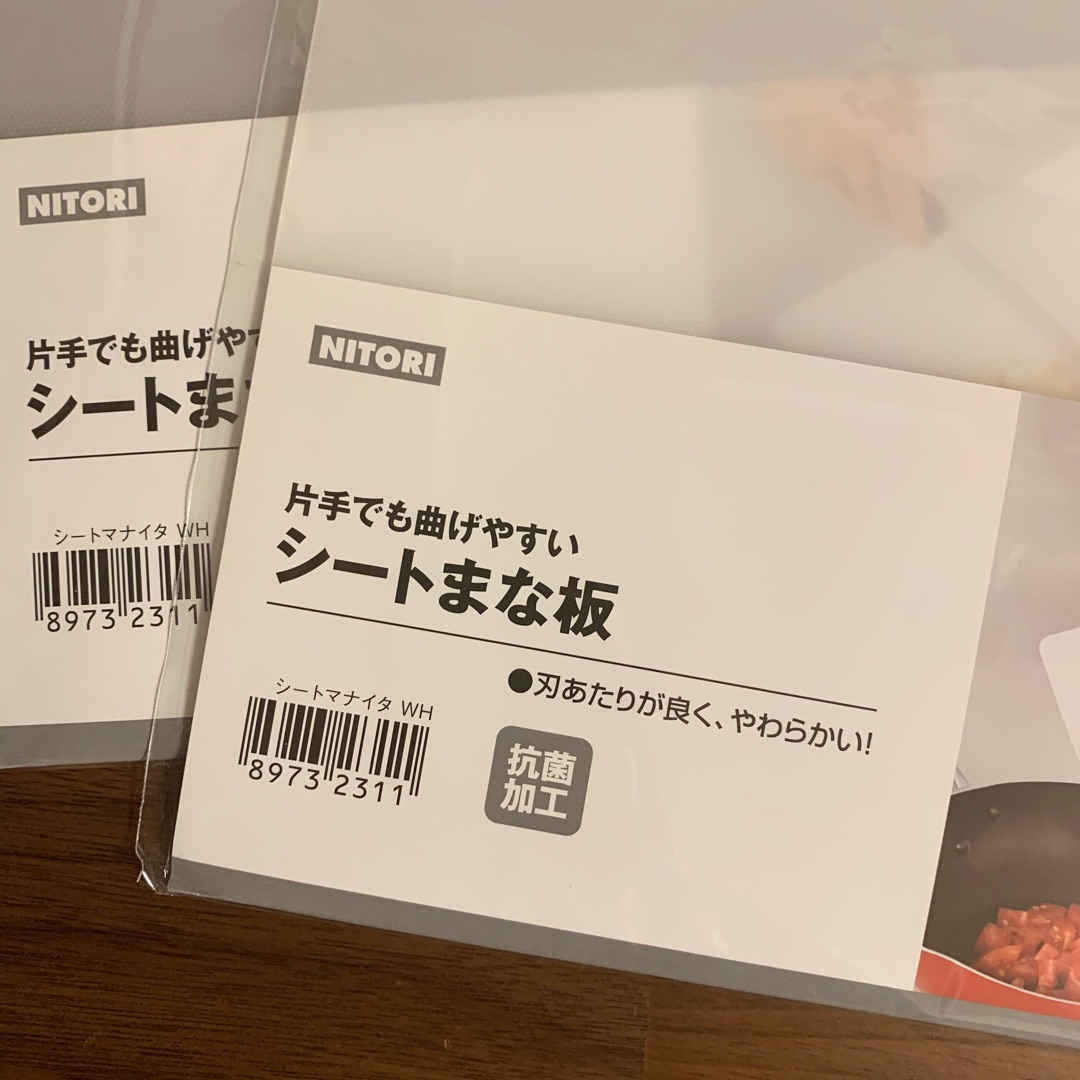 NITORI
片手でも曲げや
シートま
シートマナイタ WH
8973 2311
NITORI
片手でも曲げやすい
シートまな板
●刃あたりが良く、やわらかい!
シートマナイタ WH
8973 2311
抗菌
加工